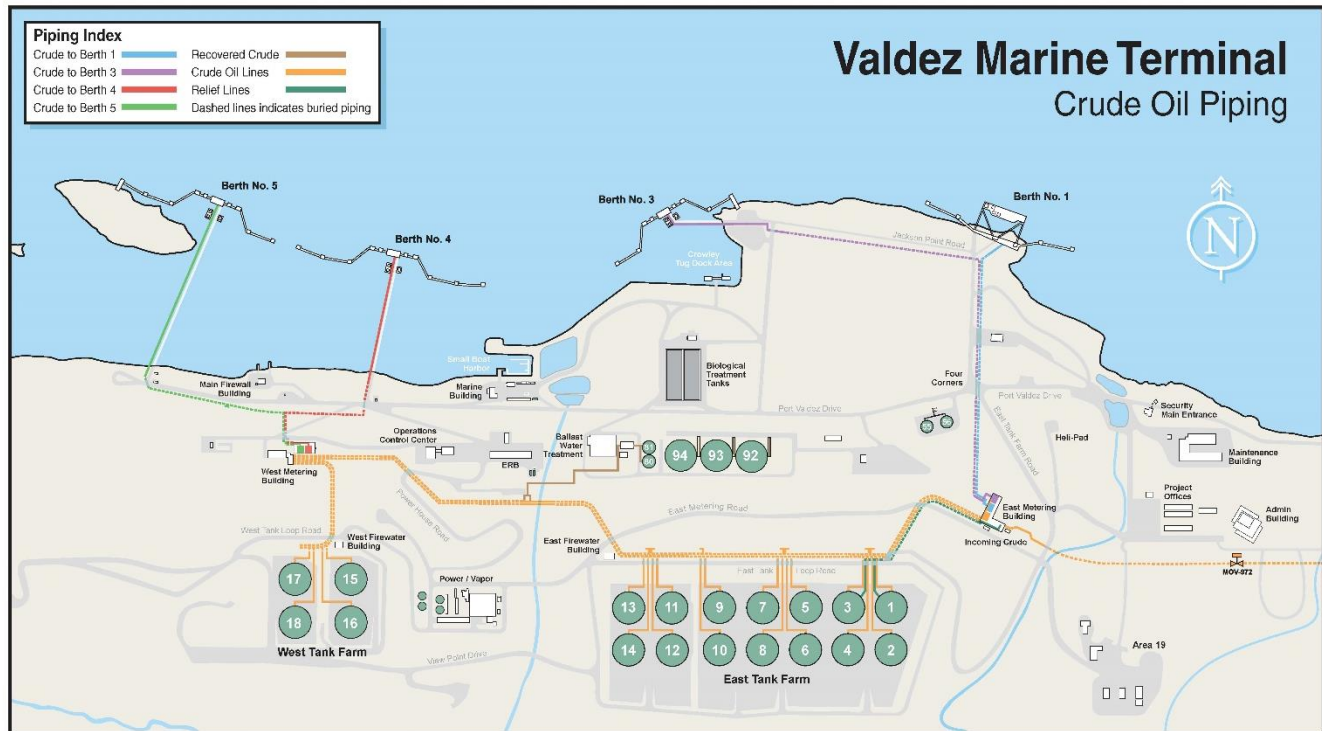 Piping Index
Crude to Berth 1
Crude to Berth 3
Crude to Berth 4
Crude to Berth 5
Recovered Crude
Crude Oil Lines
Relief Lines
Dashed lines indicates buried piping
Valdez Marine Terminal
Crude Oil Piping
N
Berth No. 5
Berth No. 4
Berth No. 3
Berth No. 1
Jackson Point Road
Crowley
Tug Dock Area
Small Boat
Harbor
Main Firewall
Building
Marine
Building
Biological
Treatment
Tanks
Four
Corners
Port Valdez Drive
Port Valdez Drive
Security
Main Entrance
Heli-Pad
Maintenance
Building
East Tank Farm Road
Operations
Control Center
ERB
Ballast
Water
Treatment
94
93
92
West Metering
Building
Power House Road
East Metering Road
East Metering
Building
Incoming Crude
Project
Offices
Admin
Building
MOV-972
West Tank Loop Road
West Firewater
Building
East Firewater
Building
East Tank Loop Road
Power / Vapor
17
15
18
16
West Tank Farm
13
11
9
7
5
3
1
14
12
10
8
6
4
2
East Tank Farm
View Point Drive
Area 19